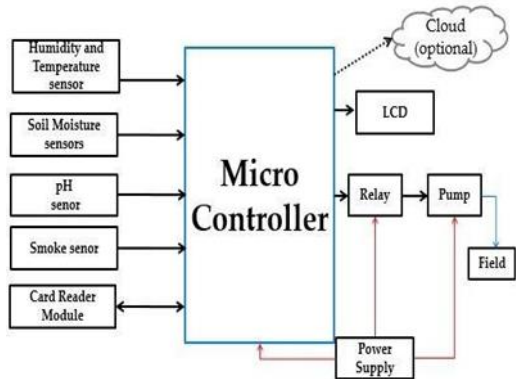 Humidity and
Temperature
sensor
Soil Moisture
sensors
pH
senor
Smoke senor
Card Reader
Module
Micro
Controller
Cloud
(optional)
LCD
Relay
Pump
Field
Power
Supply